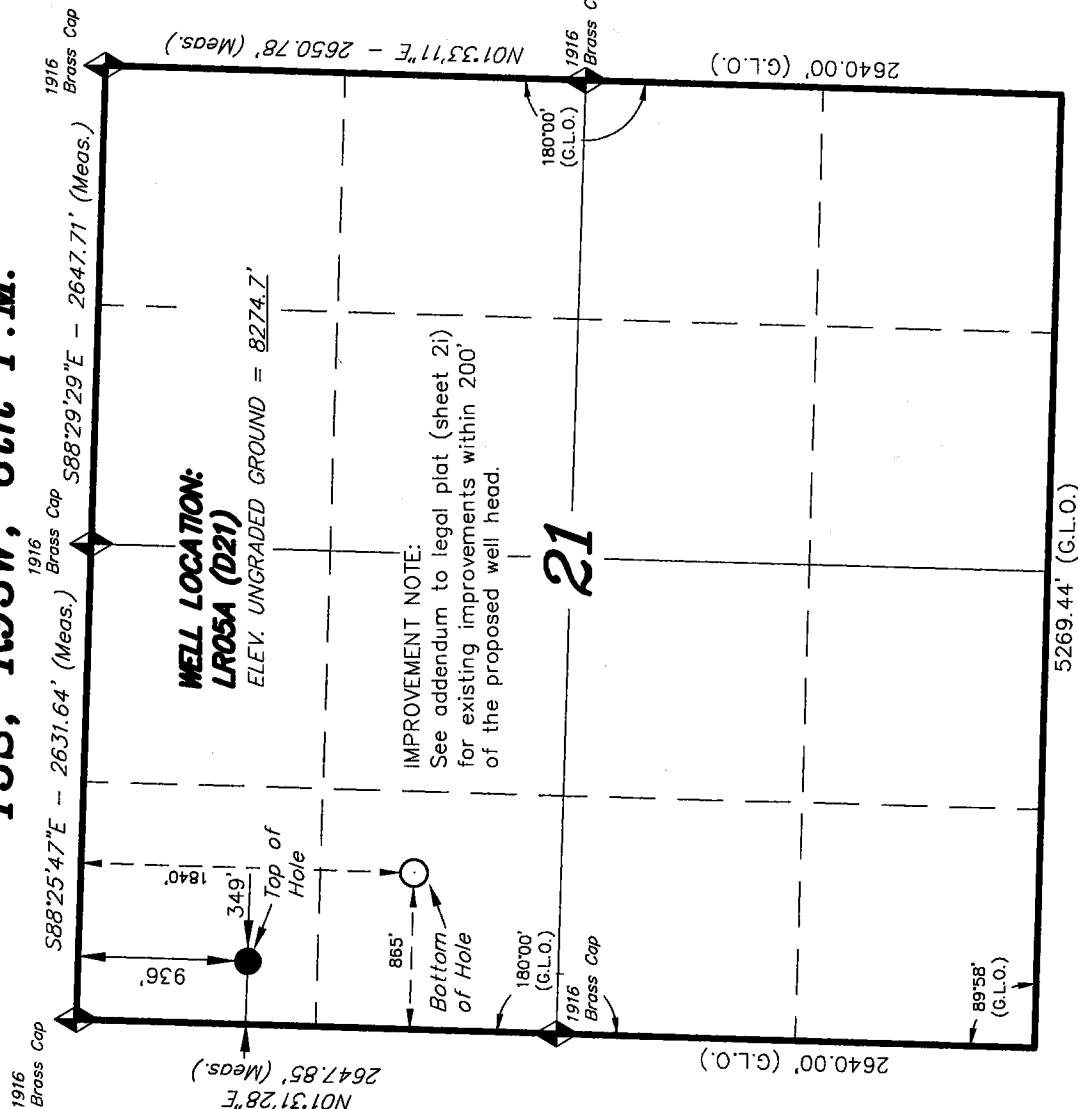 1916
Brass Cap
S88°25'47"E - 2631.64' (Meas.)
1916
Brass Cap
S88°29'29"E - 2647.71' (Meas.)
1916
Brass Cap
N01°33'11"E - 2650.78' (Meas.)
WELL LOCATION:
LR05A (D21)
ELEV. UNGRADED GROUND = 8274.7'
936'
349'
Top of
Hole
1840'
865'
Bottom
of Hole
N01°31'28"E
2647.85' (Meas.)
IMPROVEMENT NOTE:
See addendum to legal plat (sheet 2i)
for existing improvements within 200'
of the proposed well head.
180°00'
(G.L.O.)
1916
Brass
180°00'
(G.L.O.)
1916
Brass Cap
21
2640.00' (G.L.O.)
2640.00' (G.L.O.)
89°58'
(G.L.O.)
5269.44' (G.L.O.)